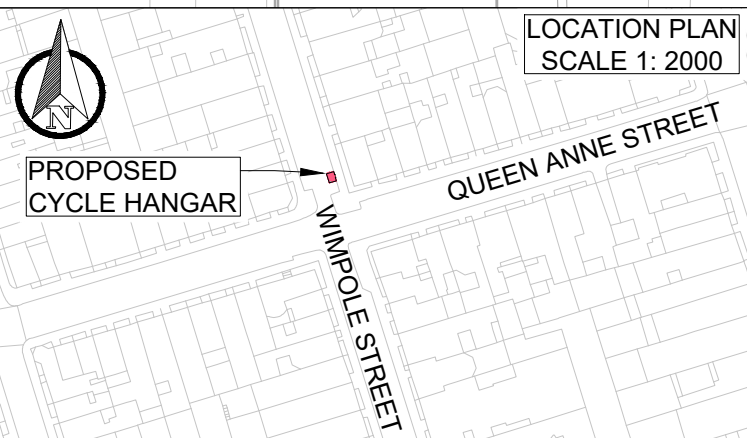 LOCATION PLAN
SCALE 1: 2000
N
PROPOSED
CYCLE HANGAR
QUEEN ANNE STREET
WIMPOLE STREET